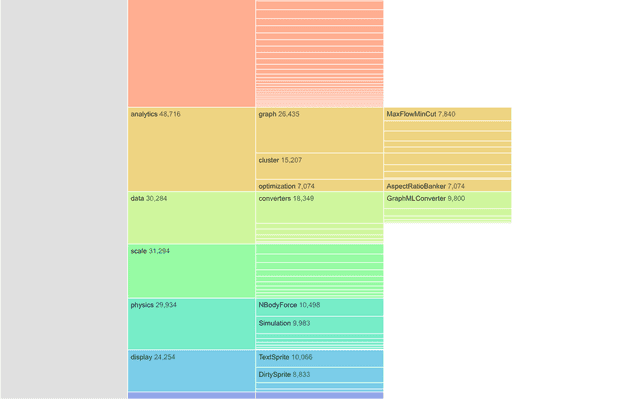 analytics 48,716
graph 26,435
MaxFlowMinCut 7,840
cluster 15,207
optimization 7,074
AspectRatioBanker 7,074
data 30,284
converters 18,349
GraphMLConverter 9,800
scale 31,294
physics 29,934
NBodyForce 10,498
Simulation 9,983
display 24,254
TextSprite 10,066
DirtySprite 8,833